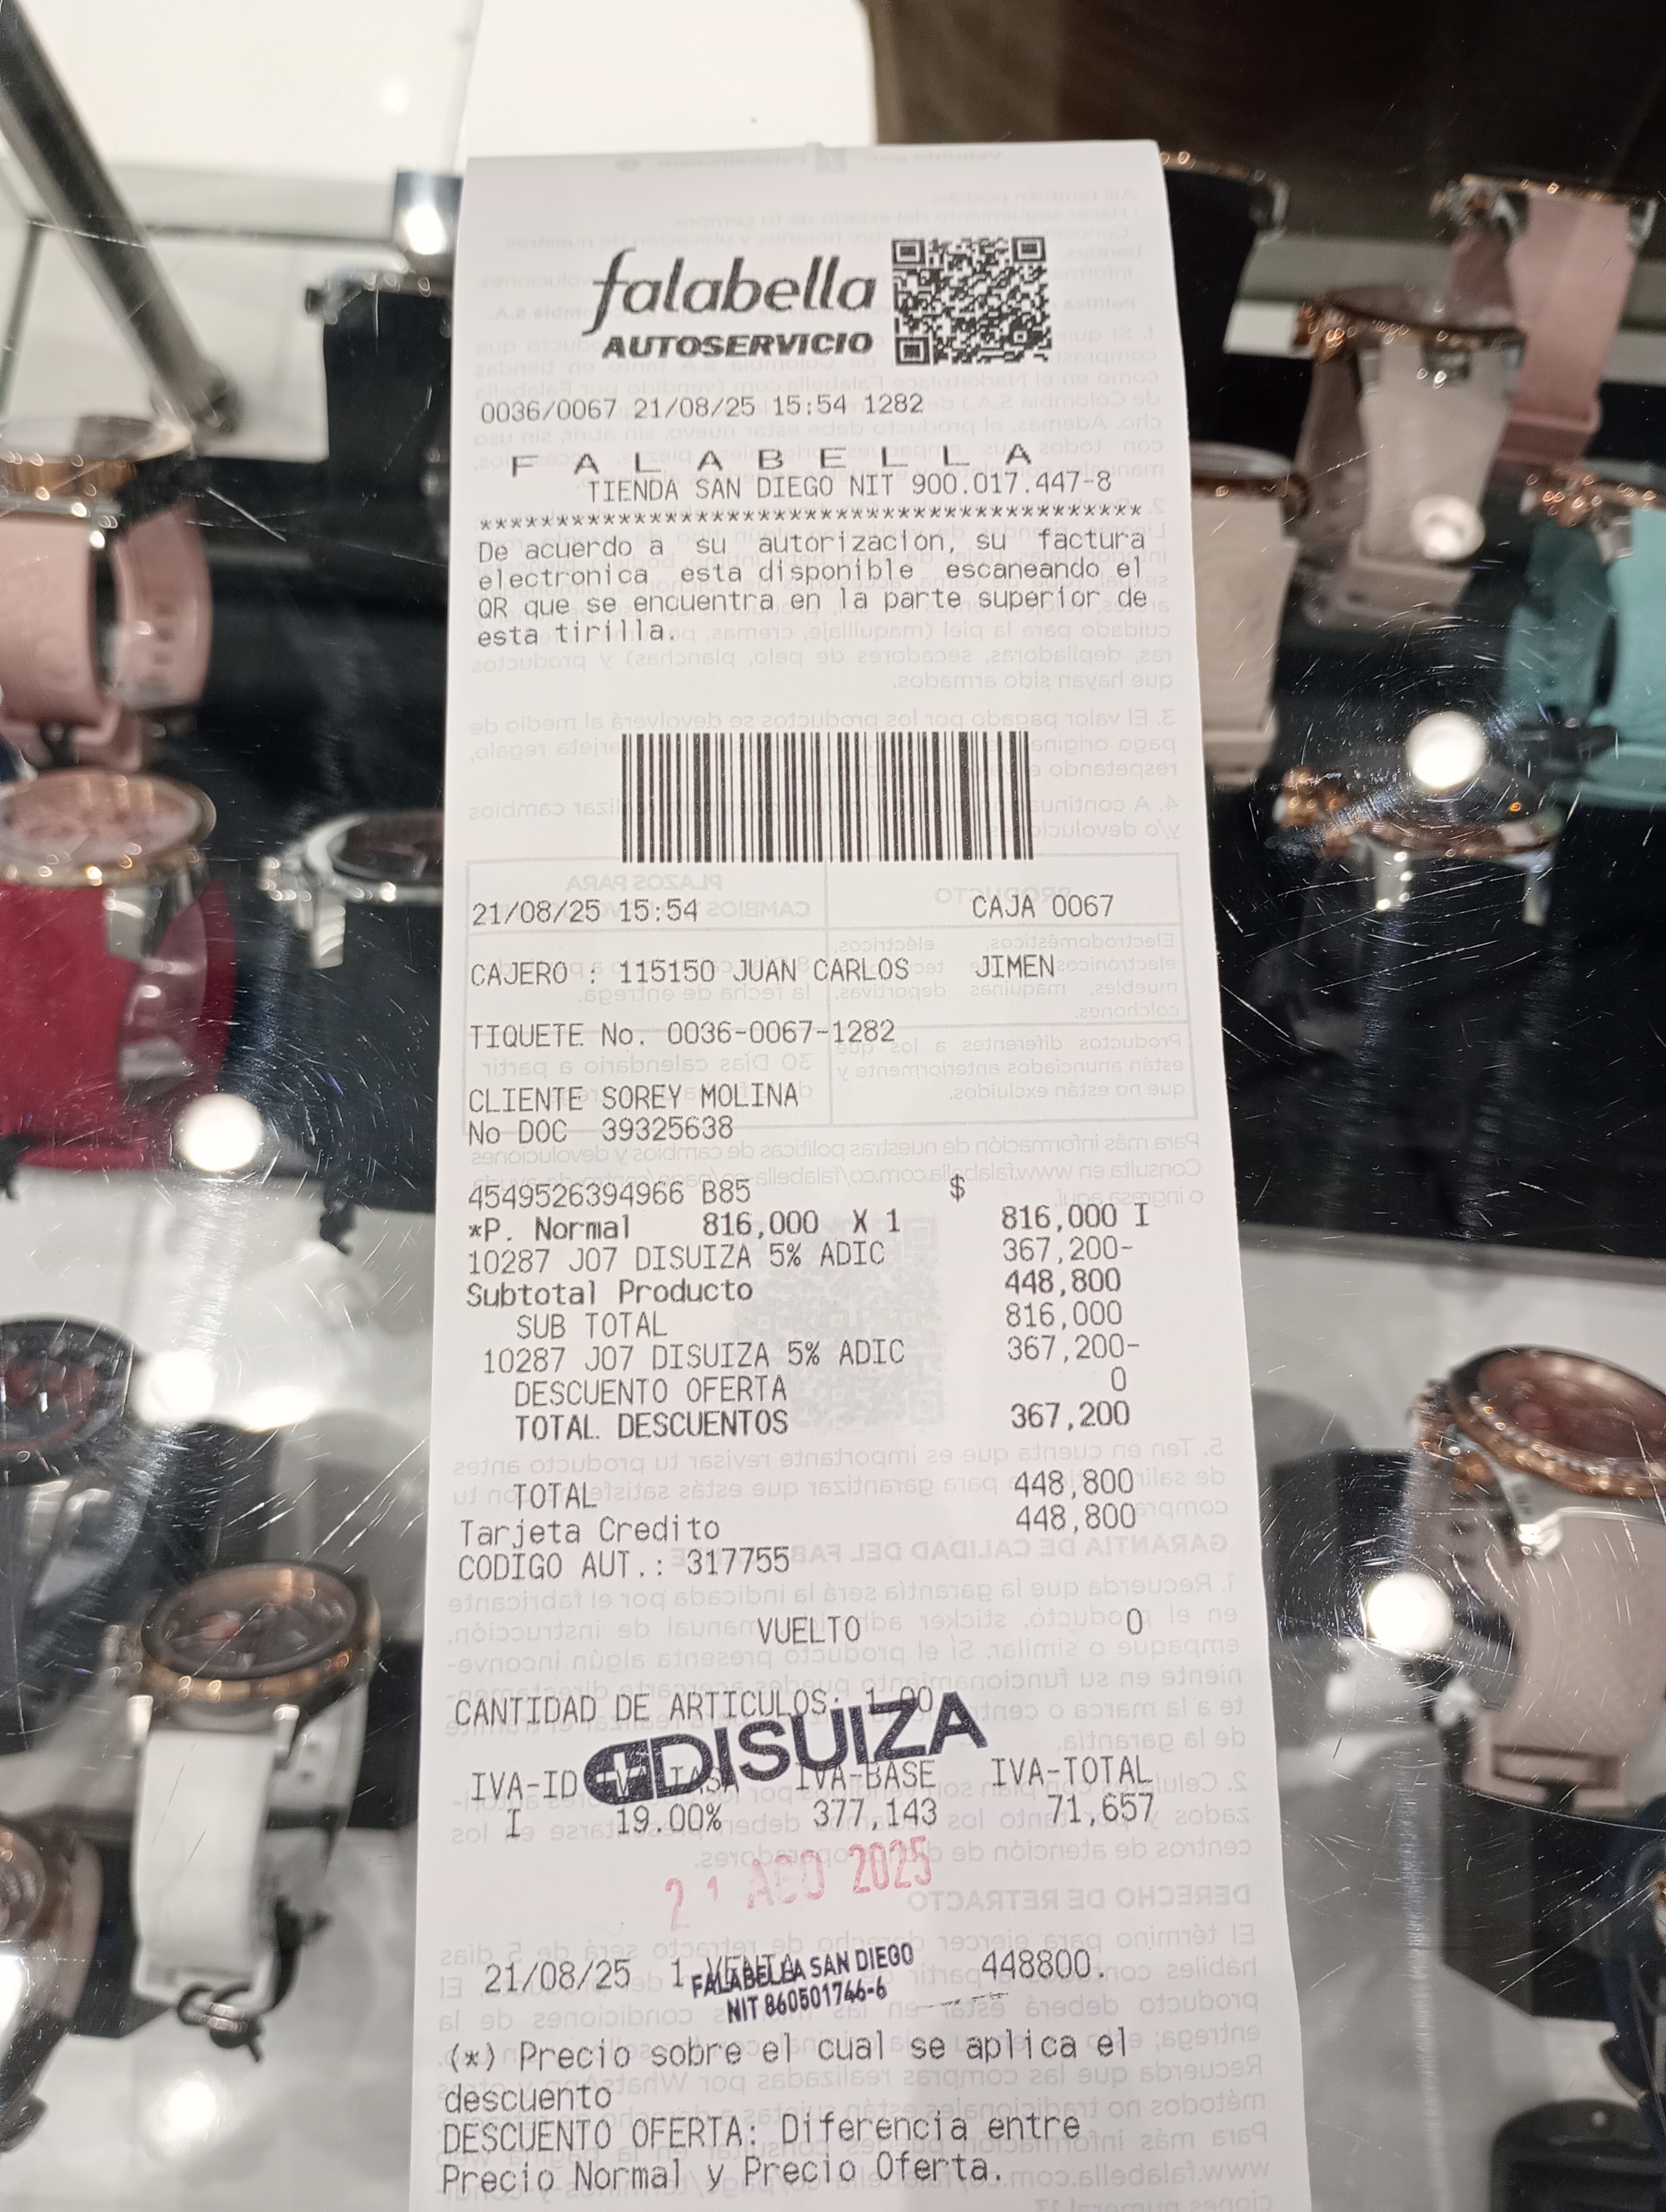 falabella
AUTOSERVICIO
0036/0067 21/08/25 15:54 1282
F A L A B E L L A
TIENDA SAN DIEGO NIT 900.017.447-8
*******************************************
De acuerdo a su autorización, su factura
electronica esta disponible escaneando el
QR que se encuentra en la parte superior de
esta tirilla.
21/08/25 15:54 CAJA 0067
CAJERO : 115150 JUAN CARLOS JIMEN
TIQUETE No. 0036-0067-1282
CLIENTE SOREY MOLINA
No DOC 39325638
4549526394966 B85 $
*P. Normal 816,000 X 1 816,000 I
10287 J07 DISUIZA 5% ADIC 367,200-
Subtotal Producto 448,800
SUB TOTAL 816,000
10287 J07 DISUIZA 5% ADIC 367,200-
DESCUENTO OFERTA 0
TOTAL DESCUENTOS 367,200
TOTAL 448,800
Tarjeta Credito 448,800
CODIGO AUT.: 317755
VUELTO 0
CANTIDAD DE ARTICULOS: 1.00
DISUIZA
IVA-ID IVA-TASA IVA-BASE IVA-TOTAL
I 19.00% 377,143 71,657
21 AGO 2025
21/08/25 1 VENTA 448800.
FALABELLA SAN DIEGO
NIT 860501746-6
(*) Precio sobre el cual se aplica el
descuento
DESCUENTO OFERTA: Diferencia entre
Precio Normal y Precio Oferta.